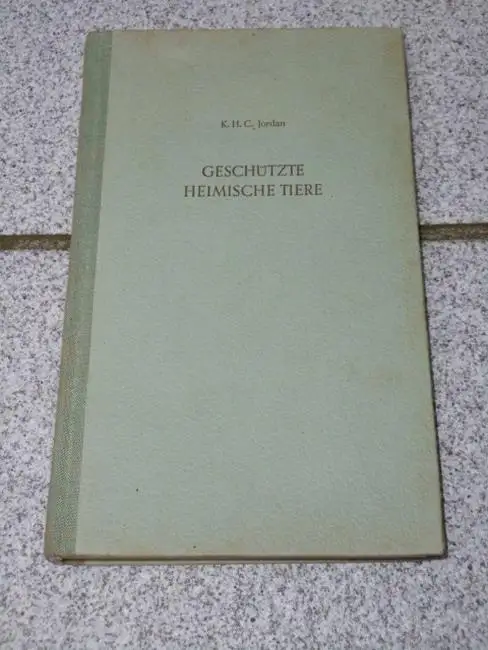 K. H. C. Jordan
GESCHÜTZTE
HEIMISCHE TIERE